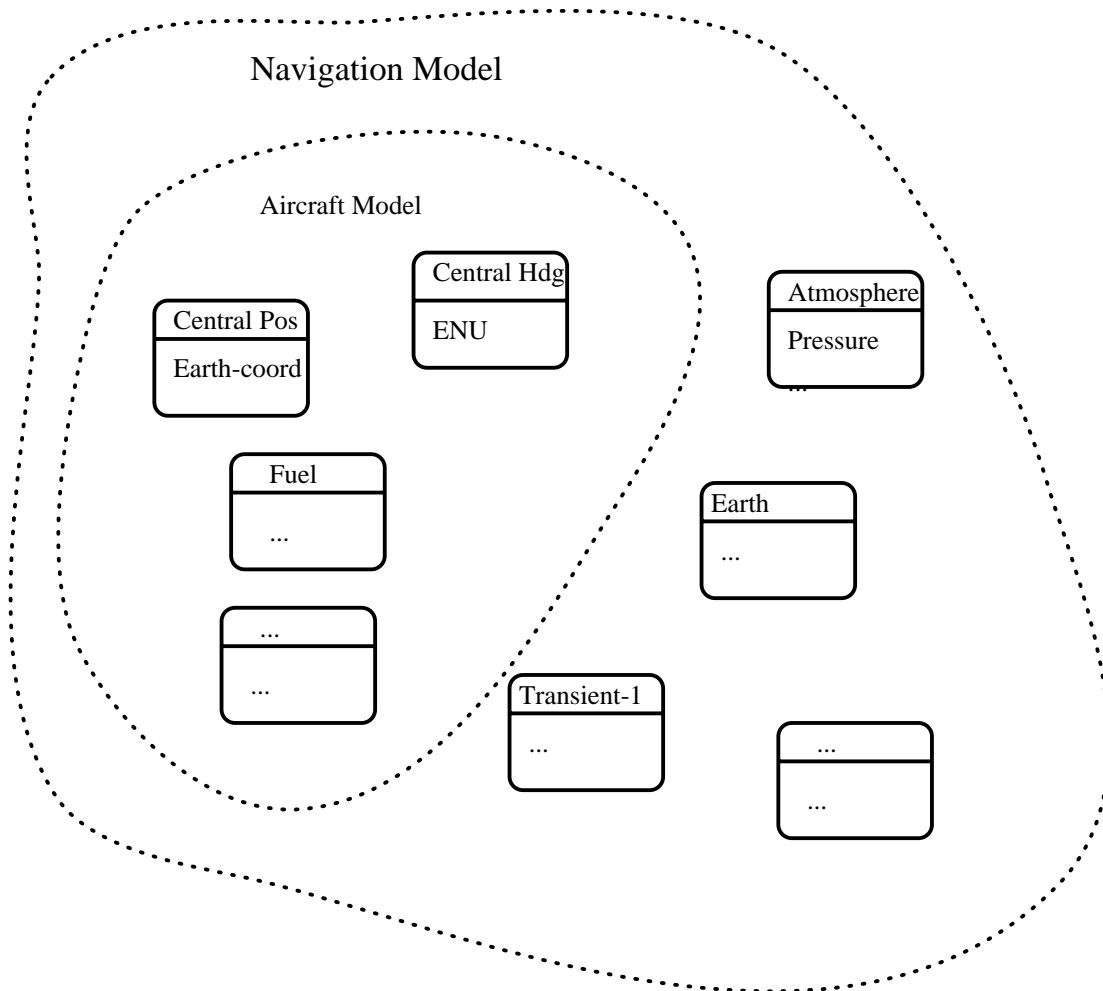 Navigation Model
Aircraft Model
Central Hdg
ENU
Central Pos
Earth-coord
Atmosphere
Pressure
...
Fuel
...
Earth
...
...
...
Transient-1
...
...
...